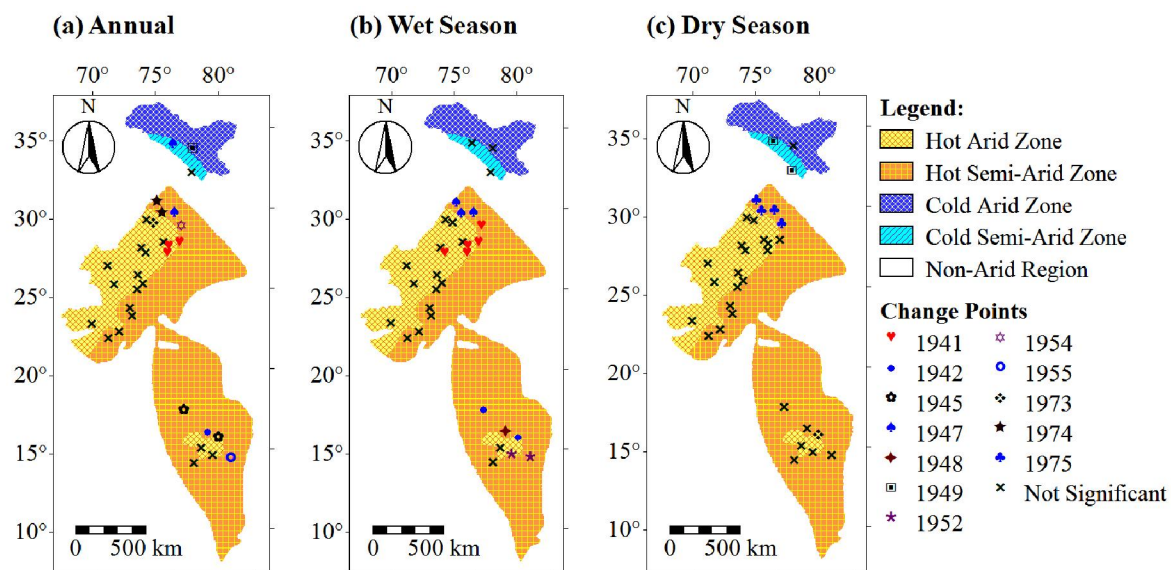 (a) Annual
(b) Wet Season
(c) Dry Season
70° 75° 80°
70° 75° 80°
70° 75° 80°
N
N
N
35°
30°
25°
20°
15°
10°
35°
30°
25°
20°
15°
10°
35°
30°
25°
20°
15°
10°
0 500 km
0 500 km
0 500 km
Legend:
Hot Arid Zone
Hot Semi-Arid Zone
Cold Arid Zone
Cold Semi-Arid Zone
Non-Arid Region
Change Points
1941 1954
1942 1955
1945 1973
1947 1974
1948 1975
1949 Not Significant
1952